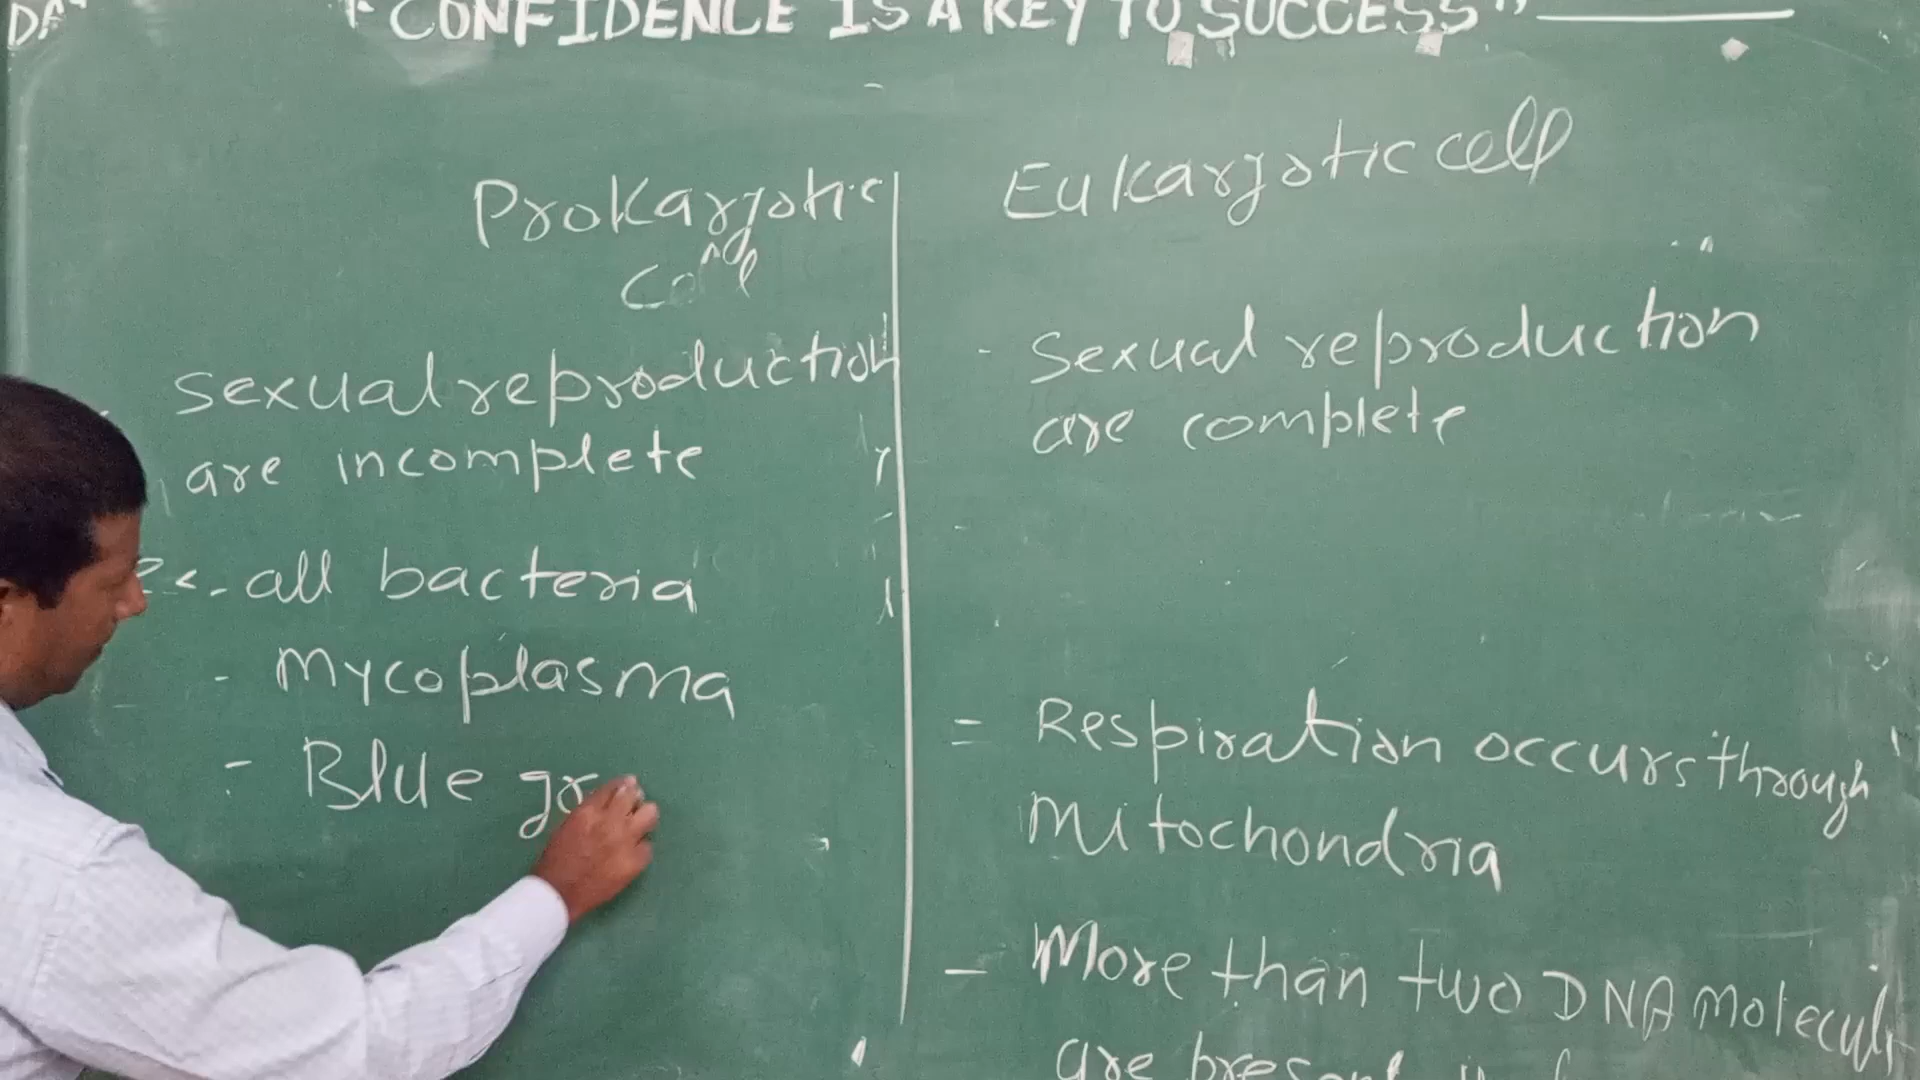 "CONFIDENCE IS A KEY TO SUCCESS"
Prokaryotic
Cell
sexual reproduction
are incomplete
Ex.- all bacteria
- Mycoplasma
- Blue gr
Eukaryotic cell
- Sexual reproduction
are complete
= Respiration occurs through
Mitochondria
- More than two DNA Molecul
are present